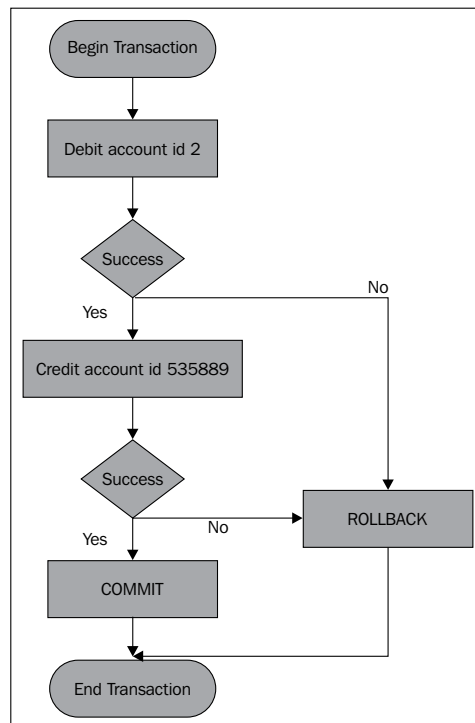 Begin Transaction
Debit account id 2
Success
No
Yes
Credit account id 535889
Success
No
Yes
ROLLBACK
COMMIT
End Transaction